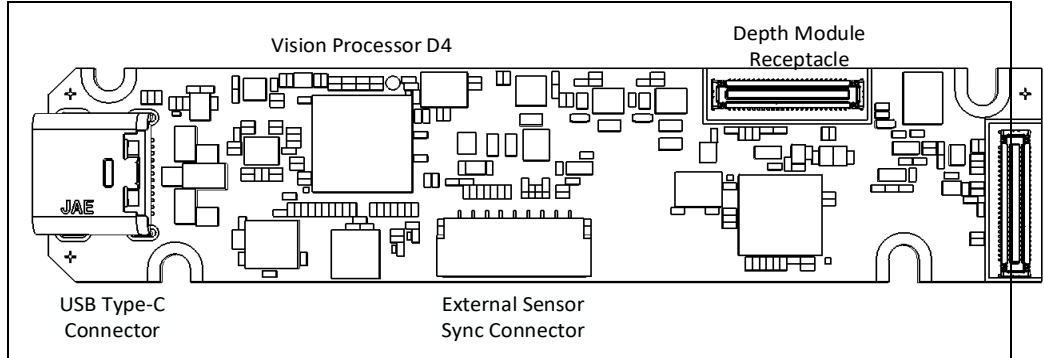 Vision Processor D4
Depth Module
Receptacle
JAE
USB Type-C
Connector
External Sensor
Sync Connector